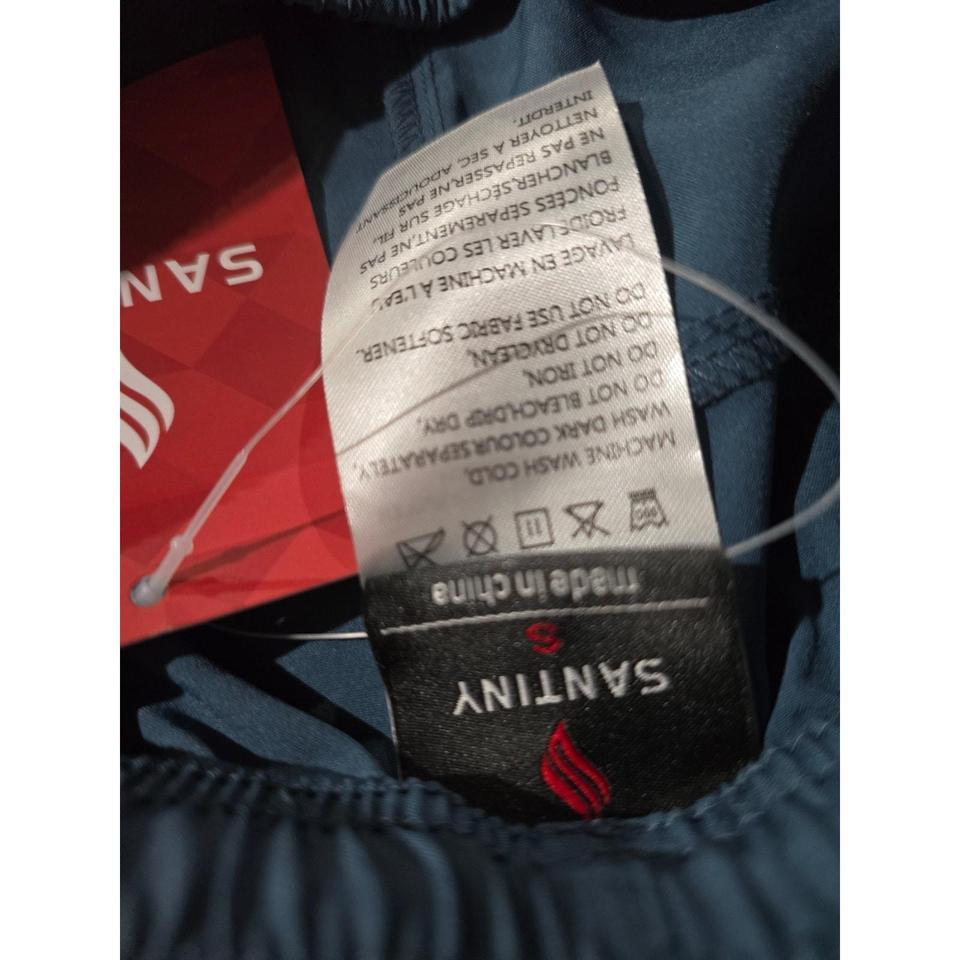 SANTINY
S
made in china
30C
MACHINE WASH COLD,
WASH DARK COLOUR SEPARATELY,
DO NOT BLEACH.DRIP DRY,
DO NOT IRON,
DO NOT DRYCLEAN,
DO NOT USE FABRIC SOFTENER.
LAVAGE EN MACHINE À L'EAU
FROIDE LAVER LES COULEURS
FONCÉES SÉPAREMENT,NE PAS
BLANCHER.SÉCHAGE SUR FIL.
NE PAS REPASSER.NE PAS
NETTOYER A SEC, ADOUCISSANT
INTERDIT.
SAN